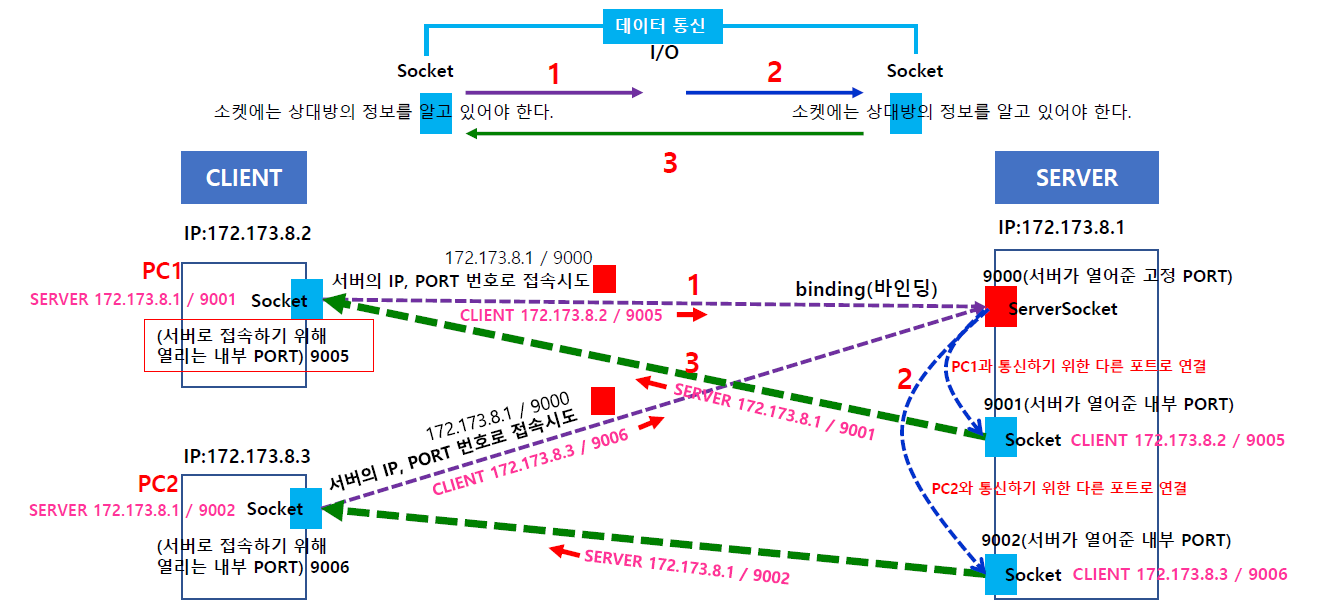 데이터 통신
I/O
Socket
Socket
1
2
소켓에는 상대방의 정보를 알고 있어야 한다.
소켓에는 상대방의 정보를 알고 있어야 한다.
3
CLIENT
SERVER
IP:172.173.8.2
IP:172.173.8.1
PC1
SERVER 172.173.8.1 / 9001
Socket
(서버로 접속하기 위해
열리는 내부 PORT) 9005
172.173.8.1 / 9000
서버의 IP, PORT 번호로 접속시도
1
binding(바인딩)
CLIENT 172.173.8.2 / 9005
9000(서버가 열어준 고정 PORT)
ServerSocket
3
SERVER 172.173.8.1 / 9001
2
PC1과 통신하기 위한 다른 포트로 연결
9001(서버가 열어준 내부 PORT)
Socket CLIENT 172.173.8.2 / 9005
172.173.8.1 / 9000
서버의 IP, PORT 번호로 접속시도
CLIENT 172.173.8.3 / 9006
IP:172.173.8.3
PC2
SERVER 172.173.8.1 / 9002
Socket
(서버로 접속하기 위해
열리는 내부 PORT) 9006
PC2와 통신하기 위한 다른 포트로 연결
SERVER 172.173.8.1 / 9002
9002(서버가 열어준 내부 PORT)
Socket CLIENT 172.173.8.3 / 9006